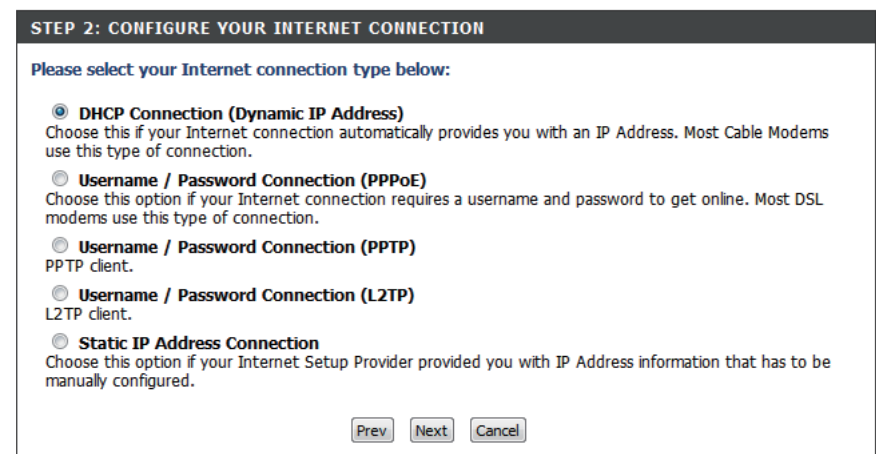 STEP 2: CONFIGURE YOUR INTERNET CONNECTION
Please select your Internet connection type below:
DHCP Connection (Dynamic IP Address)
Choose this if your Internet connection automatically provides you with an IP Address. Most Cable Modems
use this type of connection.
Username / Password Connection (PPPoE)
Choose this option if your Internet connection requires a username and password to get online. Most DSL
modems use this type of connection.
Username / Password Connection (PPTP)
PPTP client.
Username / Password Connection (L2TP)
L2TP client.
Static IP Address Connection
Choose this option if your Internet Setup Provider provided you with IP Address information that has to be
manually configured.
Prev Next Cancel